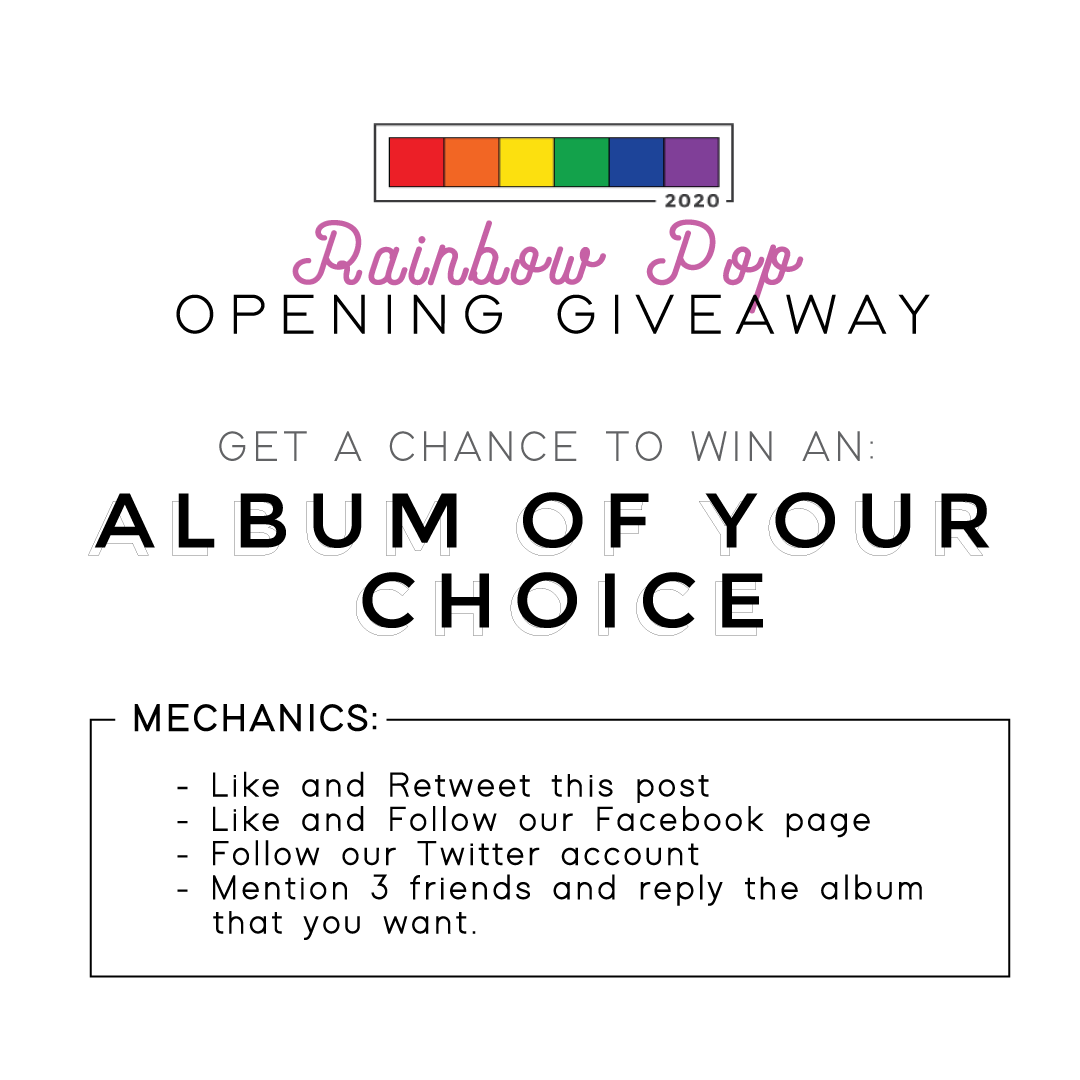 2020
Rainbow Pop
OPENING GIVEAWAY
GET A CHANCE TO WIN AN:
ALBUM OF YOUR
CHOICE
MECHANICS:
- Like and Retweet this post
- Like and Follow our Facebook page
- Follow our Twitter account
- Mention 3 friends and reply the album
that you want.